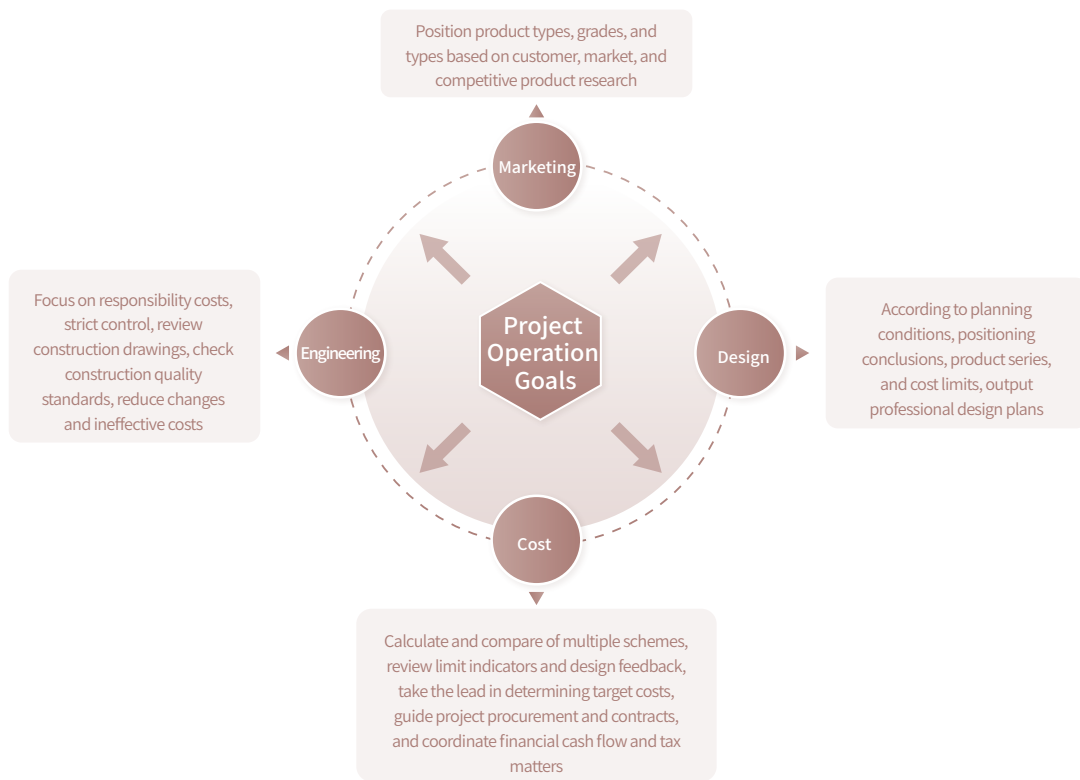 Position product types, grades, and
types based on customer, market, and
competitive product research
Marketing
Focus on responsibility costs,
strict control, review
construction drawings, check
construction quality
standards, reduce changes
and ineffective costs
Engineering
Project
Operation
Goals
Design
According to planning
conditions, positioning
conclusions, product series,
and cost limits, output
professional design plans
Cost
Calculate and compare of multiple schemes,
review limit indicators and design feedback,
take the lead in determining target costs,
guide project procurement and contracts,
and coordinate financial cash flow and tax
matters